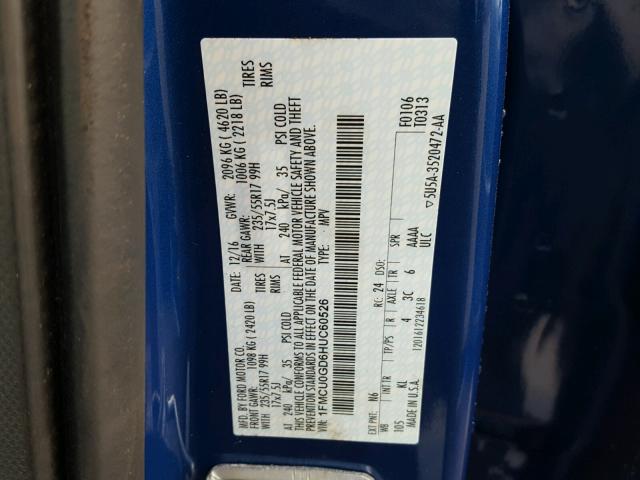 MFD. BY FORD MOTOR CO.
DATE: 12/16 GVWR: 2096 KG ( 4620 LB)
FRONT GAWR: 1098 KG (2420 LB) REAR GAWR: 1006 KG ( 2218 LB)
WITH 235/55R17 99H TIRES WITH 235/55R17 99H TIRES
17x7.5J RIMS 17x7.5J RIMS
AT 240 kPa/ 35 PSI COLD AT 240 kPa/ 35 PSI COLD
THIS VEHICLE CONFORMS TO ALL APPLICABLE FEDERAL MOTOR VEHICLE SAFETY AND THEFT
PREVENTION STANDARDS IN EFFECT ON THE DATE OF MANUFACTURE SHOWN ABOVE.
VIN: 1FMCU0GD6HUC60526 TYPE: MPV
F0106
T0313
EXT PNT: N6 RC: 24 DSO:
WB INT TR TP/PS R AXLE TR SPR
105 KL 4 3C 6 AAAA
ULC
MADE IN U.S.A. 1201612234618
▽5U5A-3520472-AA